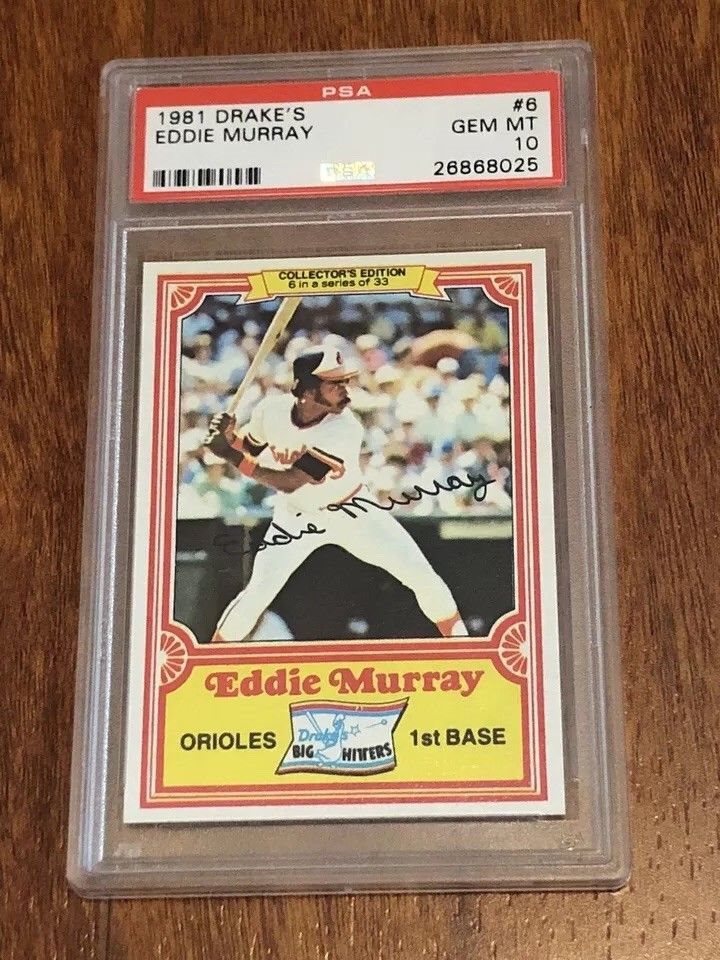 PSA
1981 DRAKE'S #6
EDDIE MURRAY GEM MT
10
26868025
COLLECTOR'S EDITION
6 in a series of 33
Eddie Murray
Eddie Murray
ORIOLES
Drake's
BIG HITTERS
1st BASE